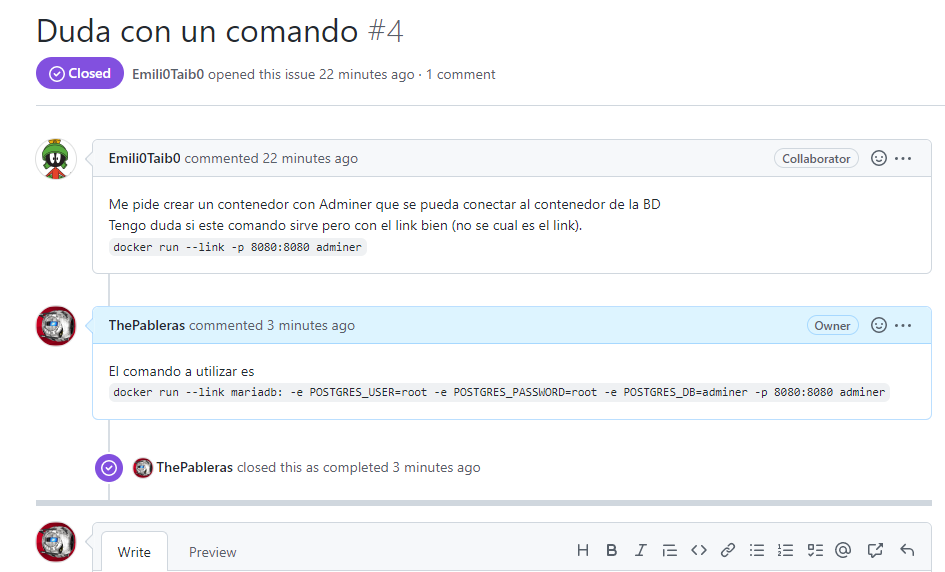 Duda con un comando #4
Closed Emili0Taib0 opened this issue 22 minutes ago · 1 comment
Emili0Taib0 commented 22 minutes ago Collaborator
Me pide crear un contenedor con Adminer que se pueda conectar al contenedor de la BD
Tengo duda si este comando sirve pero con el link bien (no se cual es el link).
docker run --link -p 8080:8080 adminer
ThePableras commented 3 minutes ago Owner
El comando a utilizar es
docker run --link mariadb: -e POSTGRES_USER=root -e POSTGRES_PASSWORD=root -e POSTGRES_DB=adminer -p 8080:8080 adminer
ThePableras closed this as completed 3 minutes ago
Write Preview